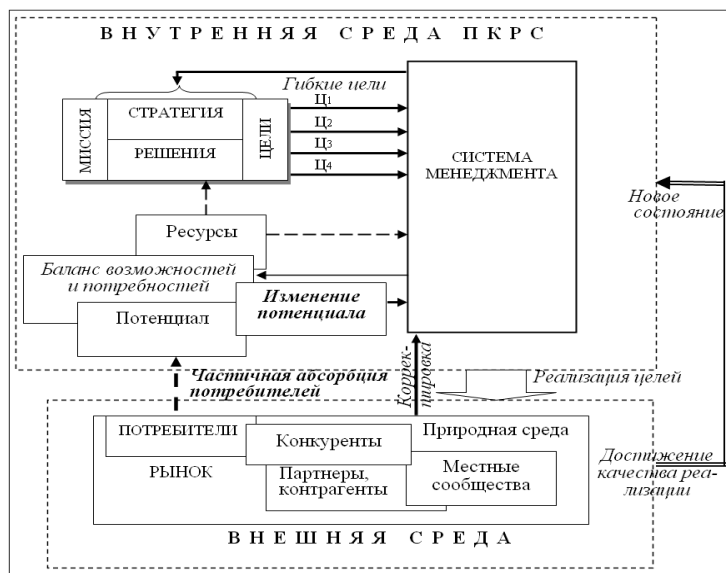 ВНУТРЕННЯЯ СРЕДА ПКРС
Гибкие цели
МИССИЯ
СТРАТЕГИЯ
РЕШЕНИЯ
ЦЕЛИ
Ц1
Ц2
Ц3
Ц4
СИСТЕМА
МЕНЕДЖМЕНТА
Новое
состояние
Ресурсы
Баланс возможностей
и потребностей
Изменение
потенциала
Потенциал
Частичная абсорбция
потребителей
Коррек-
тировка
Реализация целей
ПОТРЕБИТЕЛИ
Конкуренты
Природная среда
РЫНОК
Партнеры,
контрагенты
Местные
сообщества
Достижение
качества реа-
лизации
ВНЕШНЯЯ СРЕДА